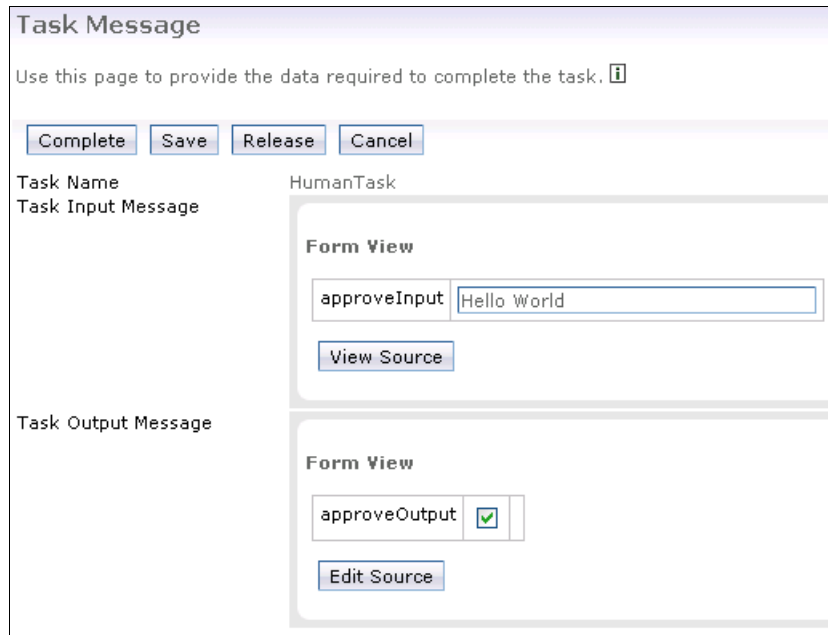 Task Message
Use this page to provide the data required to complete the task. i
Complete Save Release Cancel
Task Name HumanTask
Task Input Message
Form View
approveInput Hello World
View Source
Task Output Message
Form View
approveOutput
Edit Source